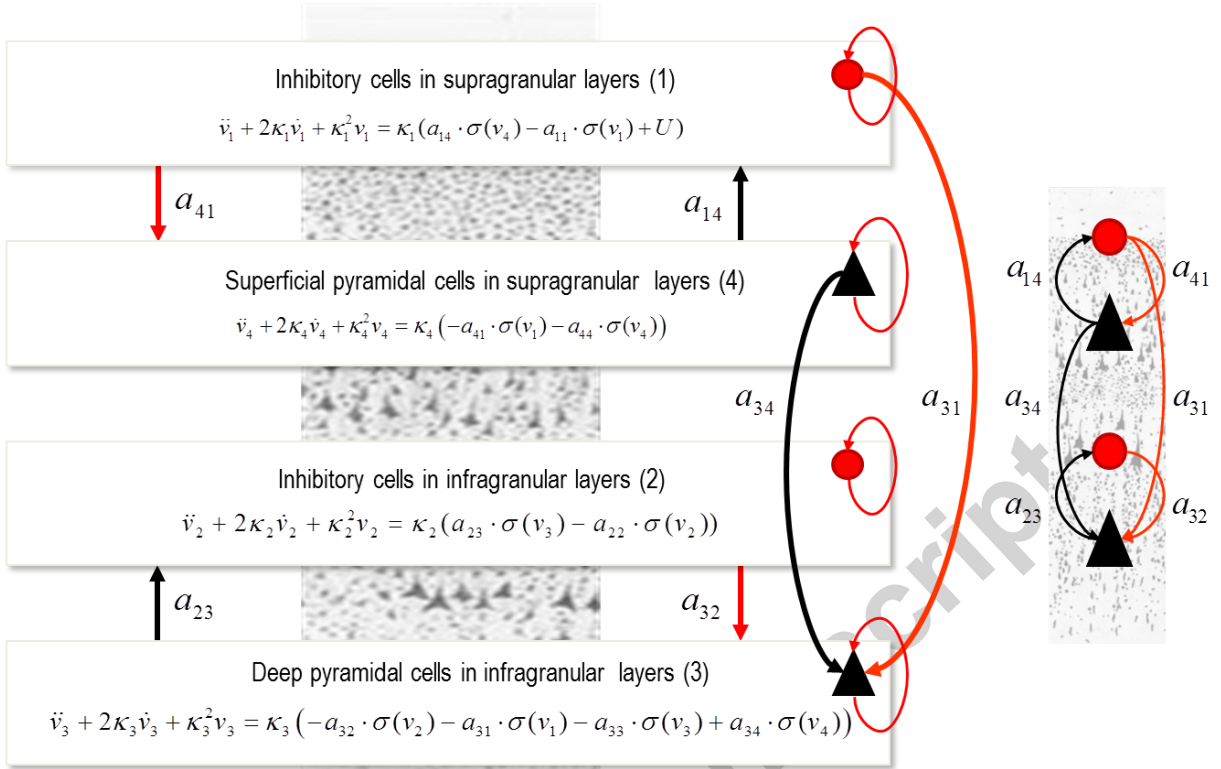 Inhibitory cells in supragranular layers (1)
v̈₁ + 2κ₁v̇₁ + κ₁²v₁ = κ₁(a₁₄ · σ(v₄) − a₁₁ · σ(v₁) + U)
a₄₁
a₁₄
Superficial pyramidal cells in supragranular layers (4)
v̈₄ + 2κ₄v̇₄ + κ₄²v₄ = κ₄(−a₄₁ · σ(v₁) − a₄₄ · σ(v₄))
a₃₄
a₃₁
Inhibitory cells in infragranular layers (2)
v̈₂ + 2κ₂v̇₂ + κ₂²v₂ = κ₂(a₂₃ · σ(v₃) − a₂₂ · σ(v₂))
a₂₃
a₃₂
Deep pyramidal cells in infragranular layers (3)
v̈₃ + 2κ₃v̇₃ + κ₃²v₃ = κ₃(−a₃₂ · σ(v₂) − a₃₁ · σ(v₁) − a₃₃ · σ(v₃) + a₃₄ · σ(v₄))
a₁₄
a₄₁
a₃₄
a₃₁
a₂₃
a₃₂